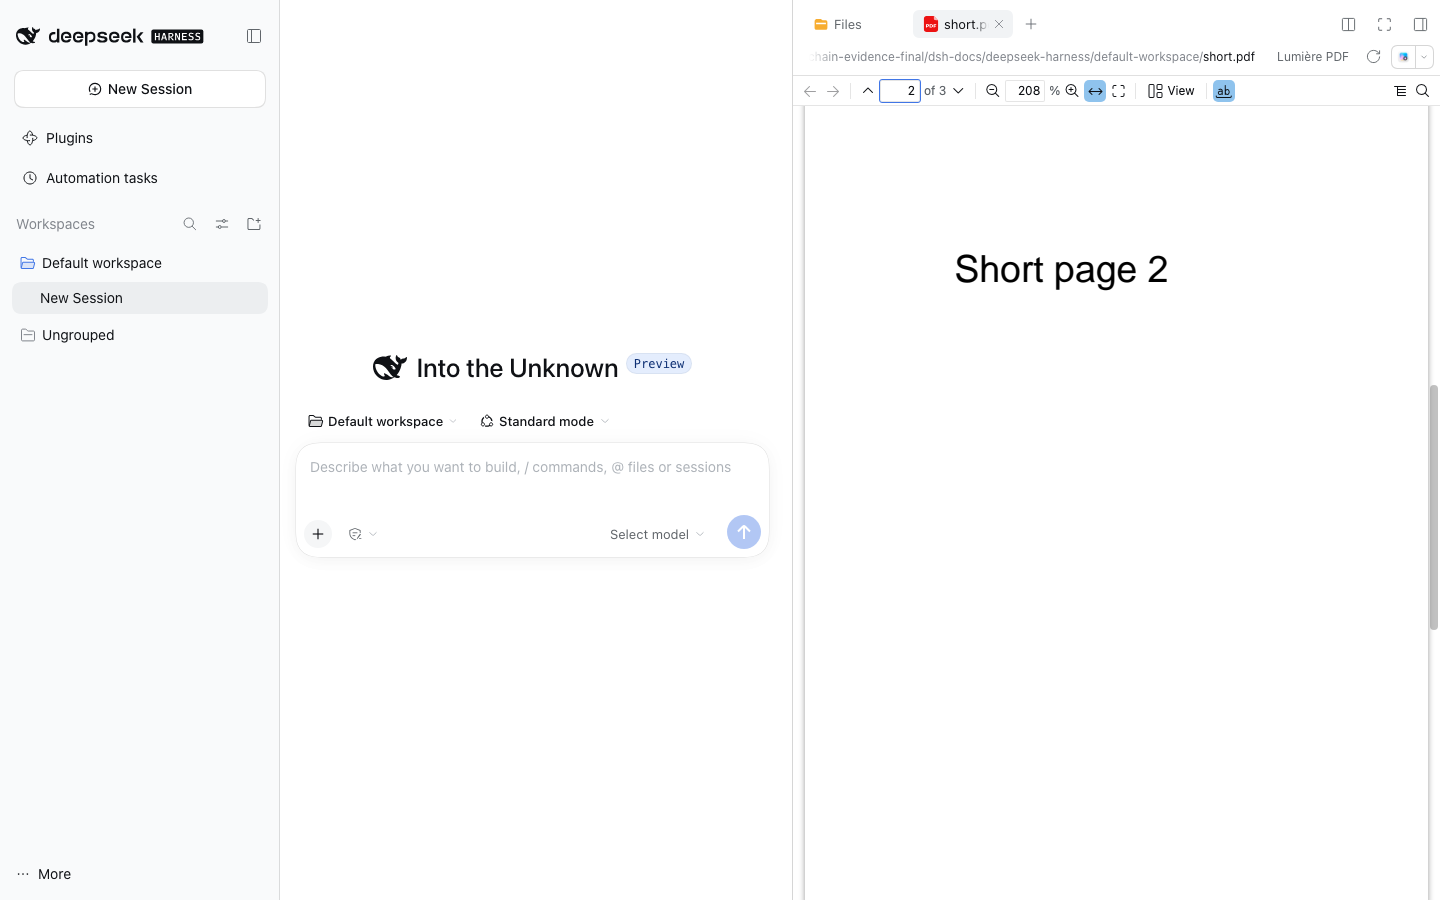 deepseek HARNESS
New Session
Plugins
Automation tasks
Workspaces
Default workspace
New Session
Ungrouped
More
Into the Unknown Preview
Default workspace Standard mode
Describe what you want to build, / commands, @ files or sessions
Select model
Files
PDF short.p
hain-evidence-final/dsh-docs/deepseek-harness/default-workspace/short.pdf Lumière PDF
2 of 3 208 % View ab
Short page 2